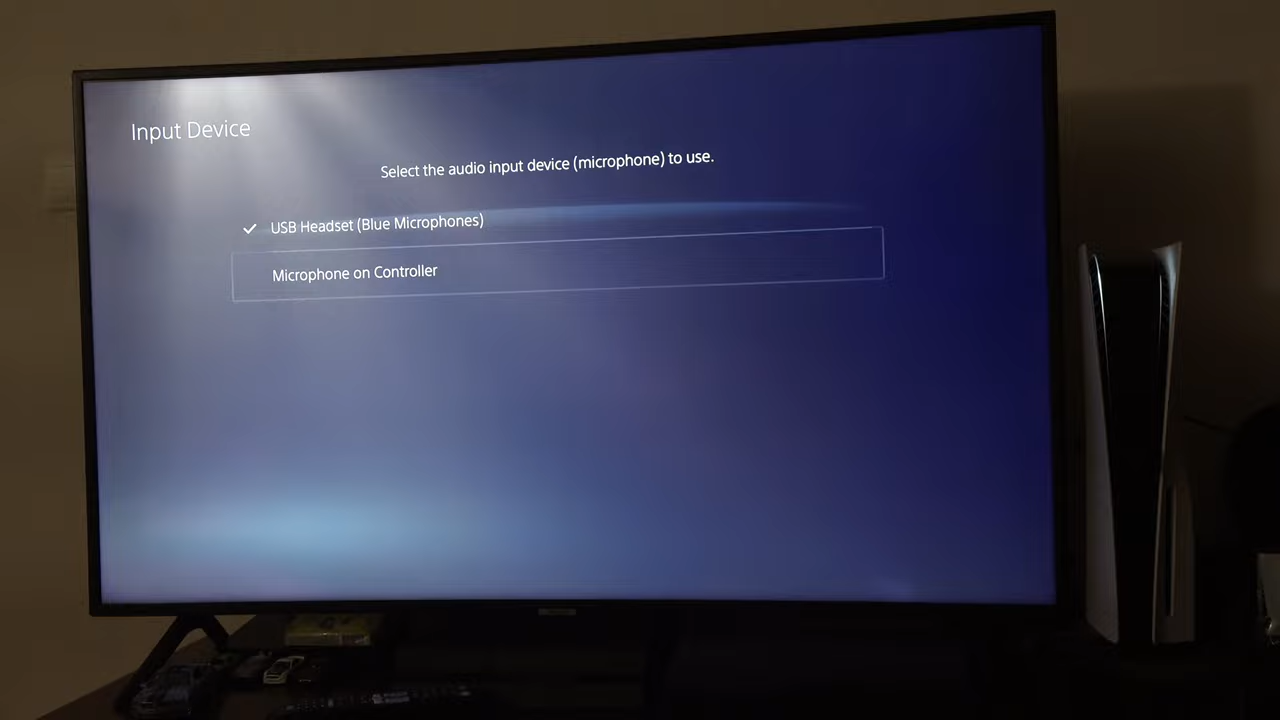 Input Device
Select the audio input device (microphone) to use.
USB Headset (Blue Microphones)
Microphone on Controller